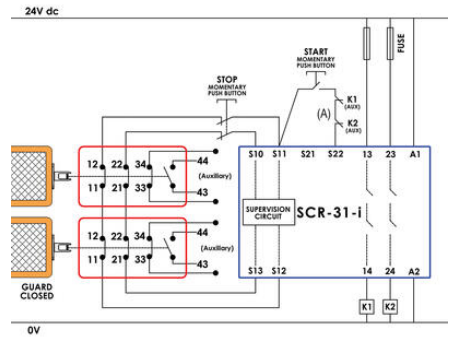 24V dc
START
MOMENTARY
PUSH BUTTON
FUSE
STOP
MOMENTARY
PUSH BUTTON
K1
(AUX)
(A)
K2
(AUX)
12 22 34 44
(Auxiliary)
11 21 33 43
S10 S11 S21 S22 13 23 A1
SUPERVISION
CIRCUIT
SCR-31-i
12 22 34 44
(Auxiliary)
11 21 33 43
S13 S12 14 24 A2
GUARD
CLOSED
K1 K2
0V